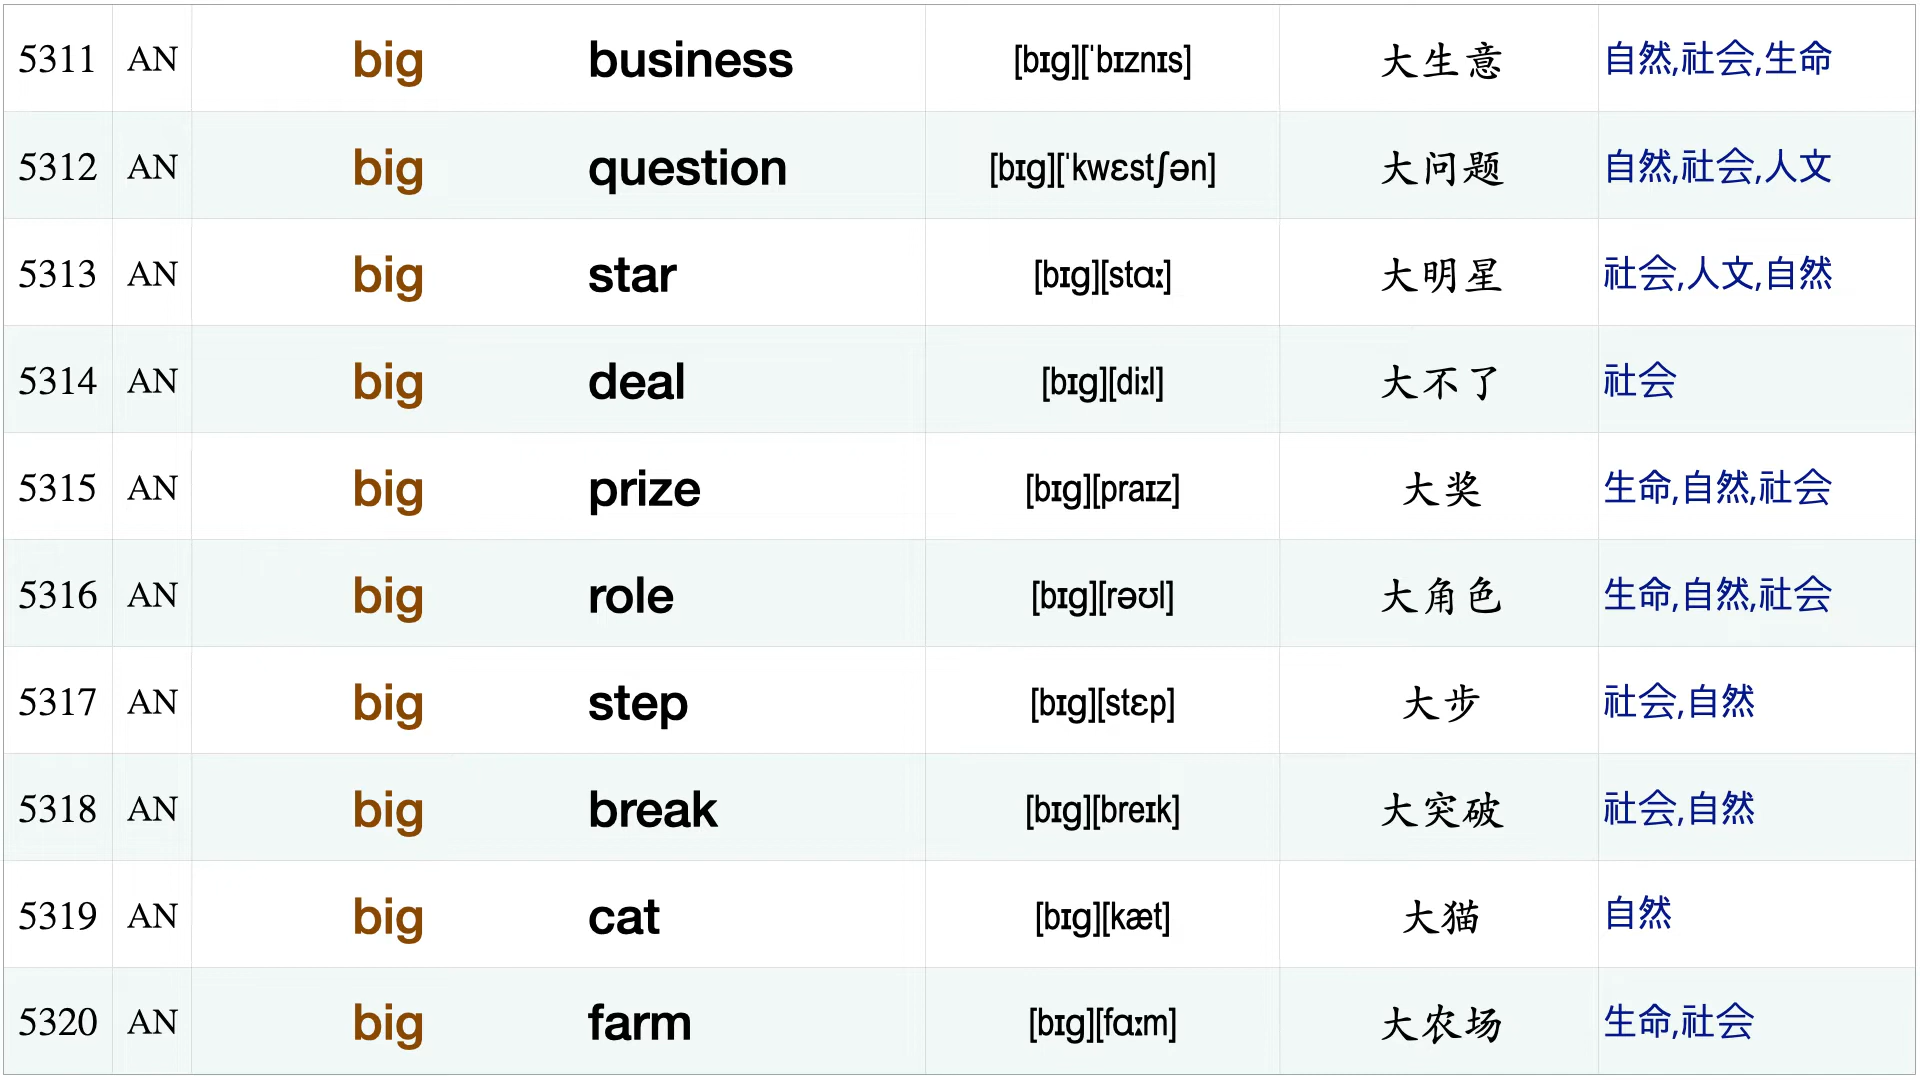 5311 AN big business [bɪg][ˈbɪznɪs] 大生意 自然,社会,生命
5312 AN big question [bɪg][ˈkwɛstʃən] 大问题 自然,社会,人文
5313 AN big star [bɪg][stɑː] 大明星 社会,人文,自然
5314 AN big deal [bɪg][diːl] 大不了 社会
5315 AN big prize [bɪg][praɪz] 大奖 生命,自然,社会
5316 AN big role [bɪg][rəʊl] 大角色 生命,自然,社会
5317 AN big step [bɪg][stɛp] 大步 社会,自然
5318 AN big break [bɪg][breɪk] 大突破 社会,自然
5319 AN big cat [bɪg][kæt] 大猫 自然
5320 AN big farm [bɪg][fɑːm] 大农场 生命,社会